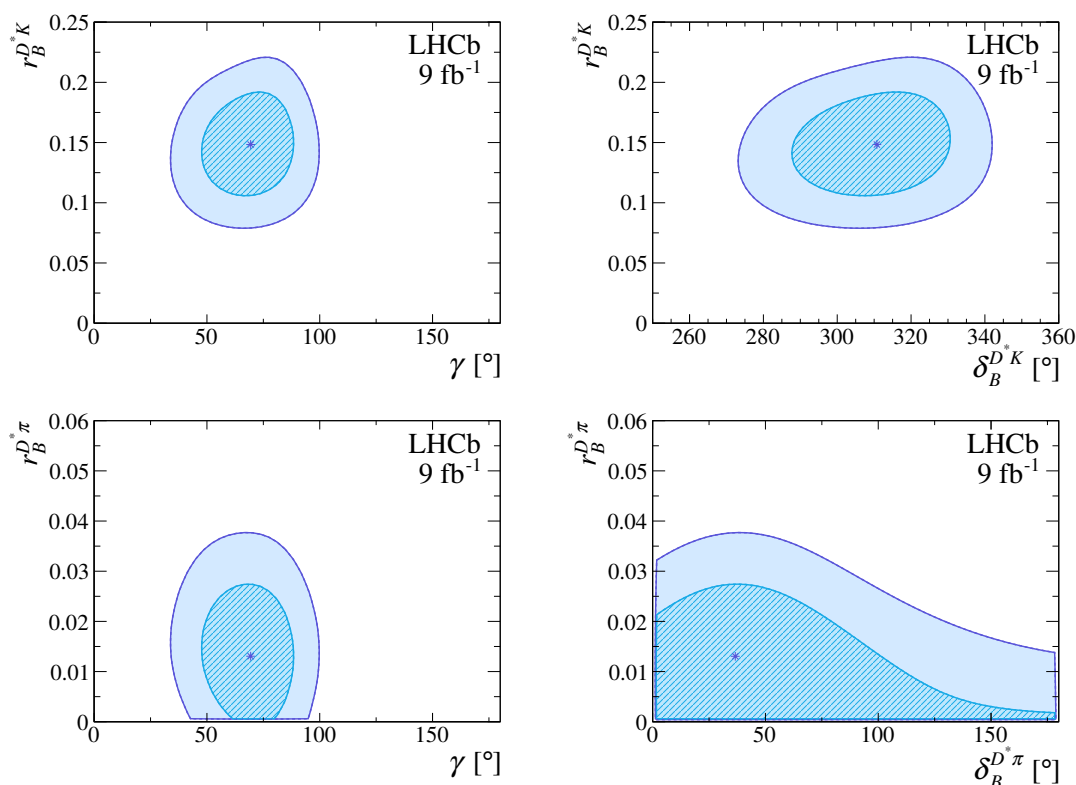 r_B^{D^*K}
0.25
0.2
0.15
0.1
0.05
0
LHCb
9 fb⁻¹
0 50 100 150
γ [°]
r_B^{D^*K}
0.25
0.2
0.15
0.1
0.05
0
LHCb
9 fb⁻¹
260 280 300 320 340 360
δ_B^{D^*K} [°]
r_B^{D^*π}
0.06
0.05
0.04
0.03
0.02
0.01
0
LHCb
9 fb⁻¹
0 50 100 150
γ [°]
r_B^{D^*π}
0.06
0.05
0.04
0.03
0.02
0.01
0
LHCb
9 fb⁻¹
0 50 100 150
δ_B^{D^*π} [°]